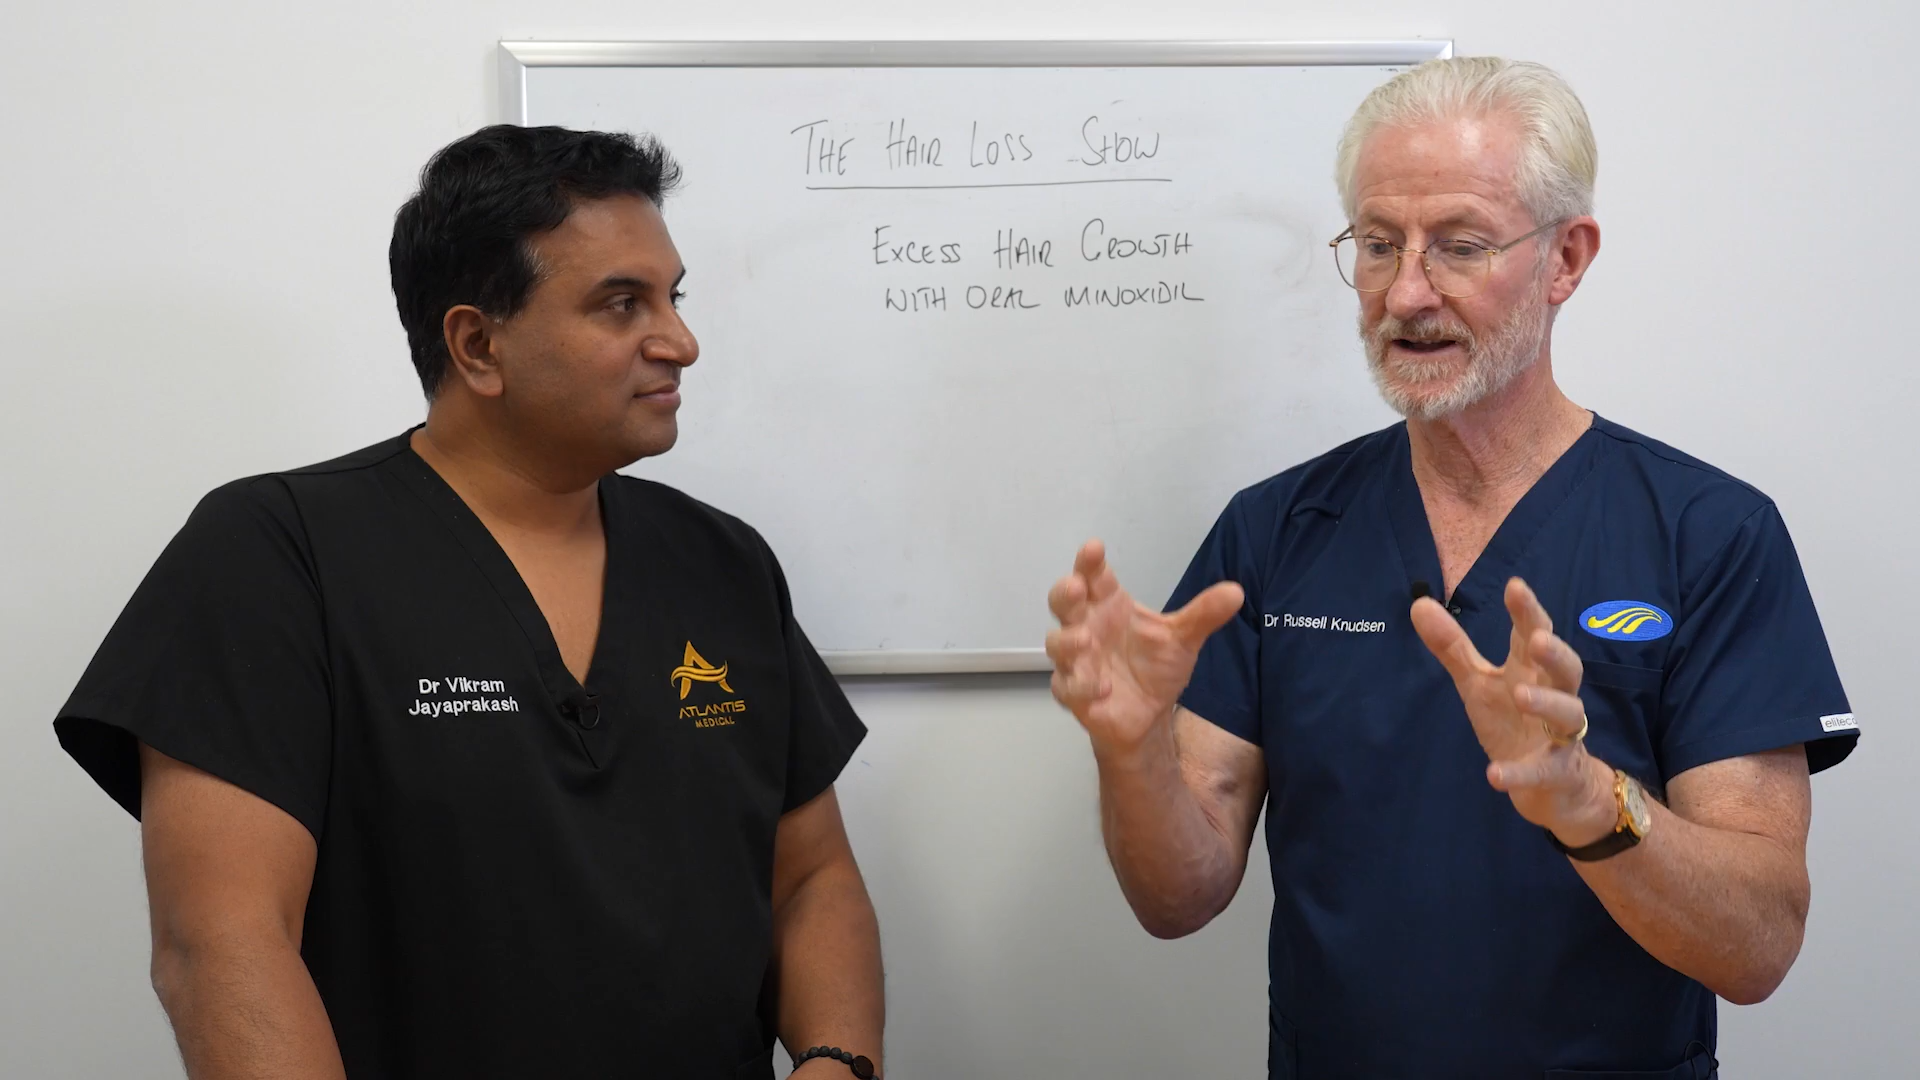 THE HAIR LOSS SHOW
EXCESS HAIR GROWTH
WITH ORAL MINOXIDIL
Dr Vikram
Jayaprakash
ATLANTIS
MEDICAL
Dr Russell Knudsen